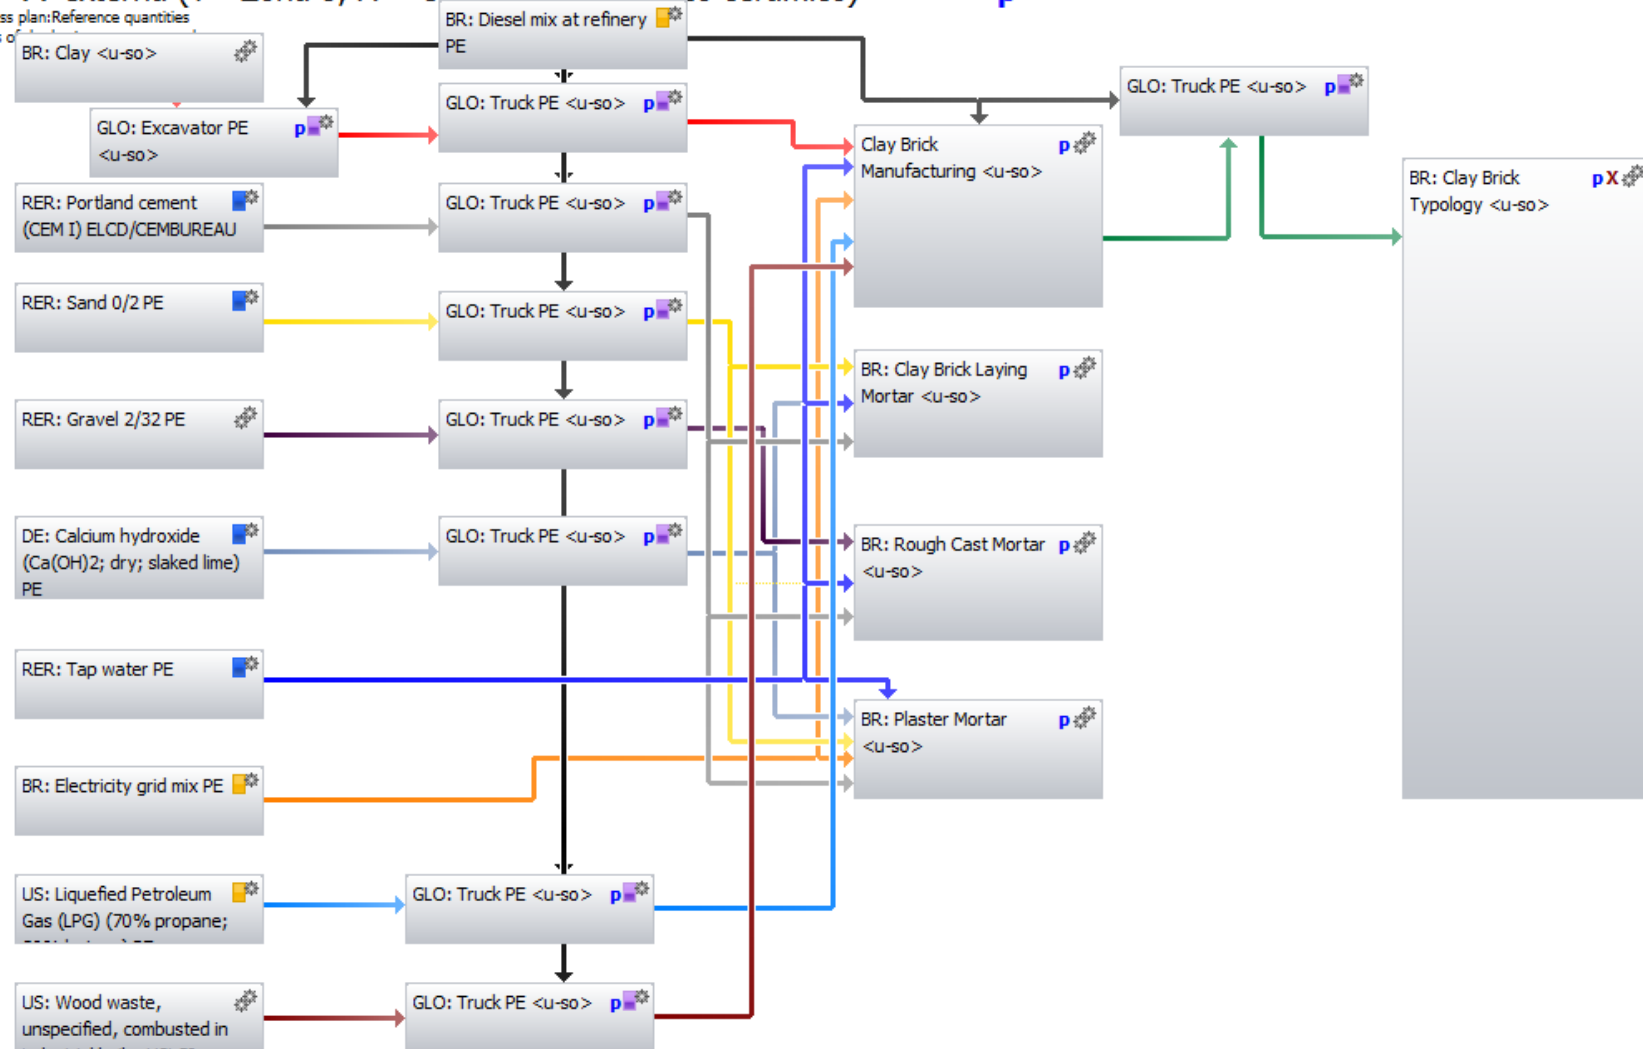 ss plan:Reference quantities
BR: Clay <u-so>
BR: Diesel mix at refinery
PE
GLO: Excavator PE
<u-so>
p
GLO: Truck PE <u-so>
p
GLO: Truck PE <u-so>
p
Clay Brick
Manufacturing <u-so>
p
BR: Clay Brick
Typology <u-so>
p X
RER: Portland cement
(CEM I) ELCD/CEMBUREAU
GLO: Truck PE <u-so>
p
RER: Sand 0/2 PE
GLO: Truck PE <u-so>
p
BR: Clay Brick Laying
Mortar <u-so>
p
RER: Gravel 2/32 PE
GLO: Truck PE <u-so>
p
DE: Calcium hydroxide
(Ca(OH)2; dry; slaked lime)
PE
GLO: Truck PE <u-so>
p
BR: Rough Cast Mortar
<u-so>
p
RER: Tap water PE
BR: Plaster Mortar
<u-so>
p
BR: Electricity grid mix PE
US: Liquefied Petroleum
Gas (LPG) (70% propane;
GLO: Truck PE <u-so>
p
US: Wood waste,
unspecified, combusted in
GLO: Truck PE <u-so>
p